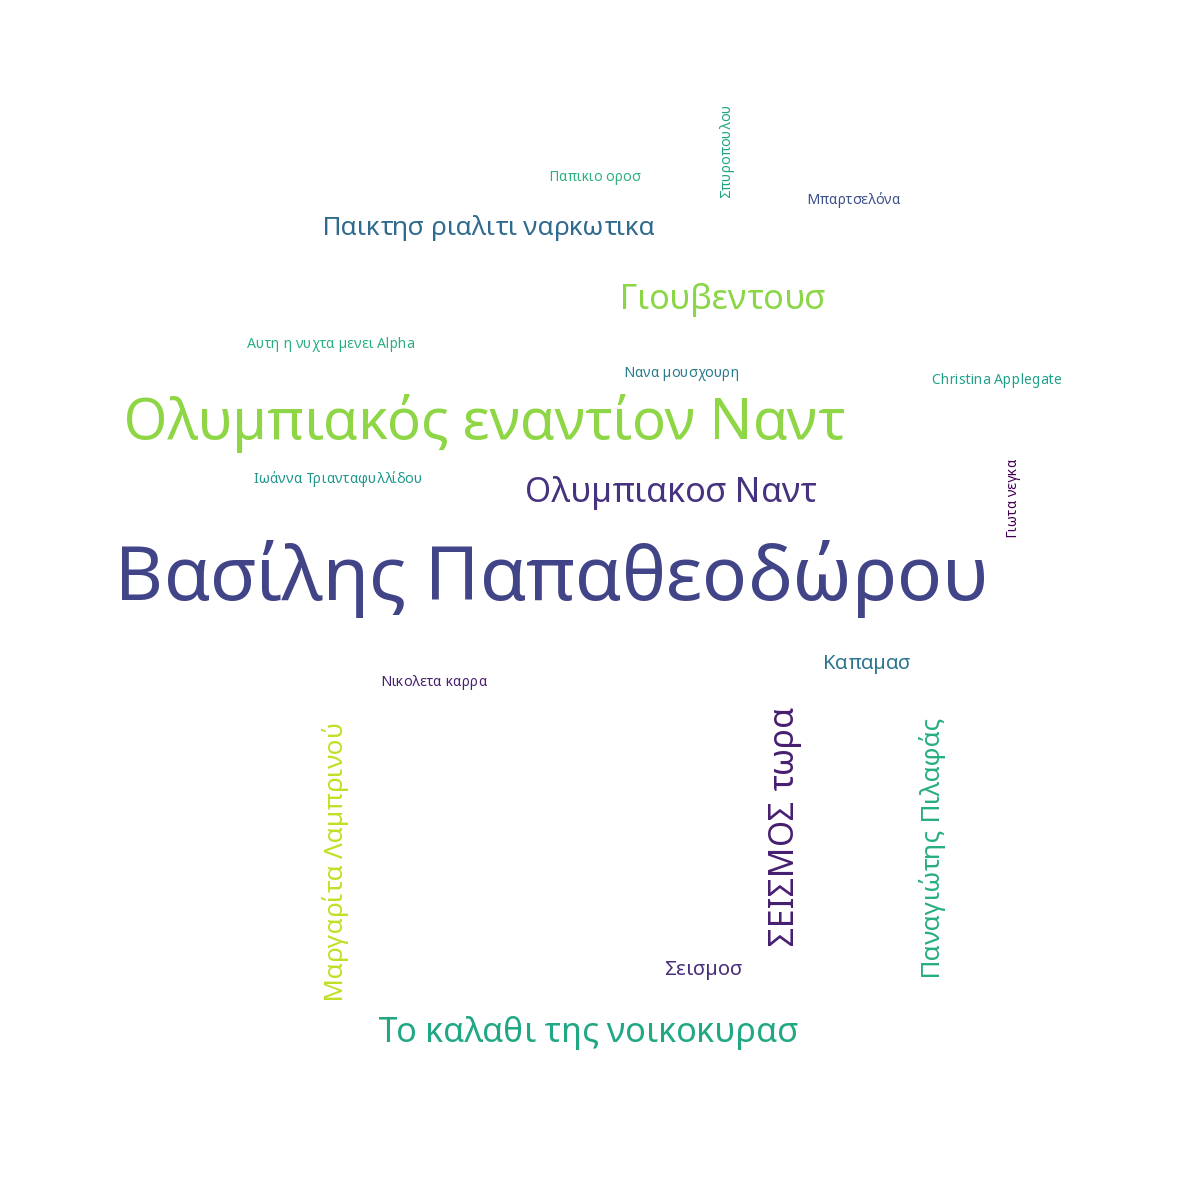 Σπυροπουλου
Παπικιο οροσ
Μπαρτσελόνα
Παικτησ ριαλιτι ναρκωτικα
Γιουβεντουσ
Αυτη η νυχτα μενει Alpha
Νανα μουσχουρη
Christina Applegate
Ολυμπιακός εναντίον Ναντ
Ιωάννα Τριανταφυλλίδου
Ολυμπιακοσ Ναντ
Γιωτα νεγκα
Βασίλης Παπαθεοδώρου
Καπαμασ
Νικολετα καρρα
Μαργαρίτα Λαμπρινού
ΣΕΙΣΜΟΣ τωρα
Παναγιώτης Πιλαφάς
Σεισμοσ
Το καλαθι της νοικοκυρασ